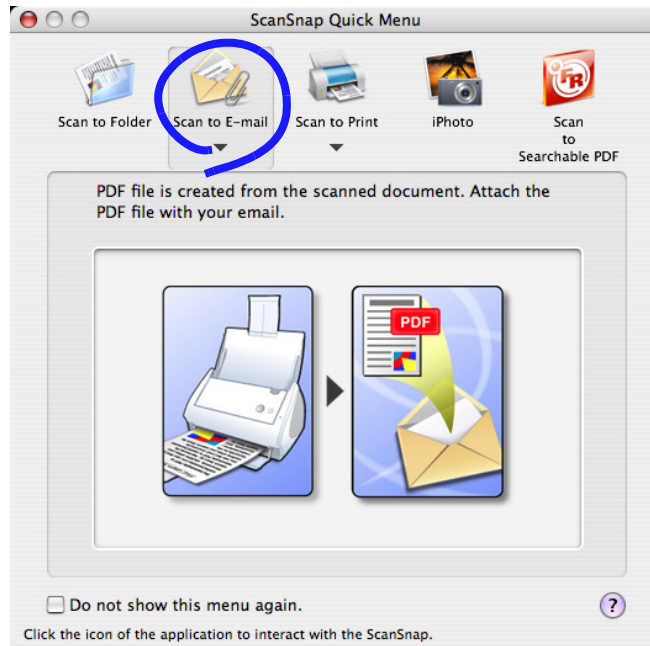 ScanSnap Quick Menu
Scan to Folder
Scan to E-mail
Scan to Print
iPhoto
Scan
to
Searchable PDF
PDF file is created from the scanned document. Attach the
PDF file with your email.
PDF
Do not show this menu again.
?
Click the icon of the application to interact with the ScanSnap.